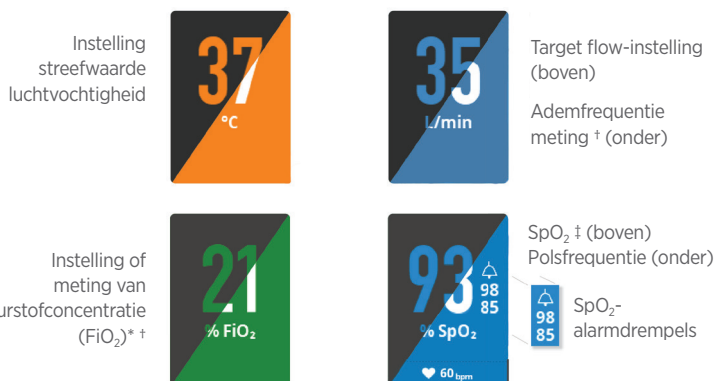 Instelling
streefwaarde
luchtvochtigheid
37
°C
35
L/min
Target flow-instelling
(boven)
Ademfrequentie
meting † (onder)
Instelling of
meting van
urstofconcentratie
(FiO₂)* †
21
% FiO₂
93
98
85
% SpO₂
60 bpm
SpO₂ ‡ (boven)
Polsfrequentie (onder)
98
85
SpO₂-
alarmdrempels